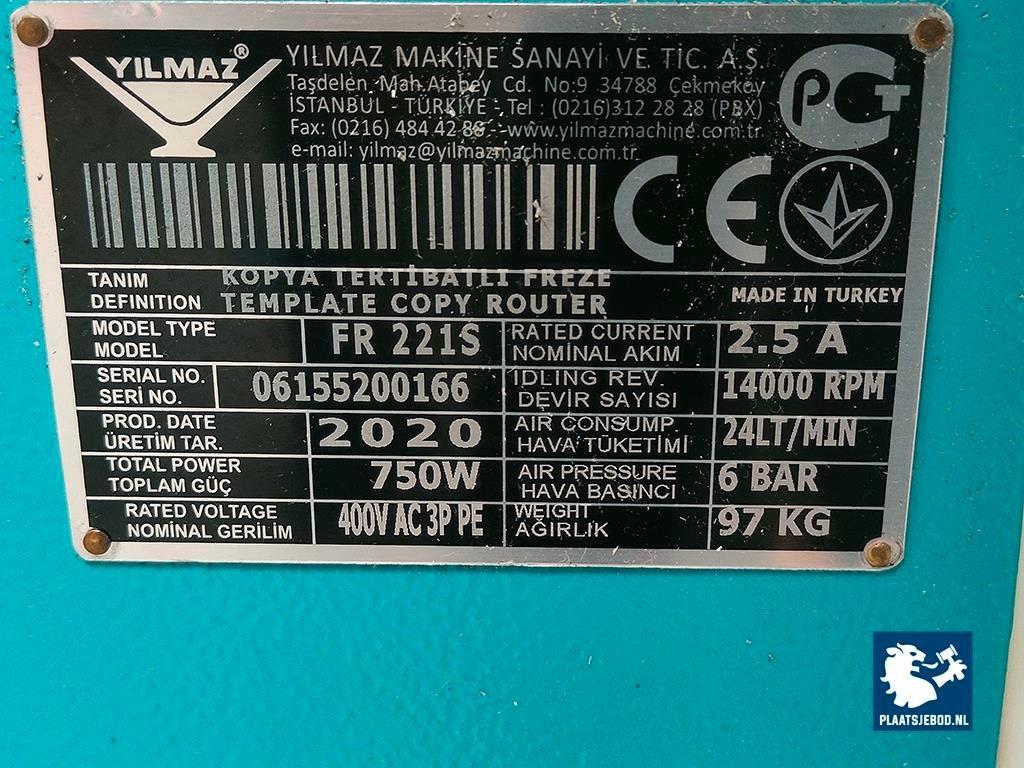 YILMAZ®
YILMAZ MAKİNE SANAYİ VE TİC. A.Ş.
Taşdelen Mah.Atabey Cd. No:9 34788 Çekmeköy
İSTANBUL - TÜRKİYE - Tel : (0216)312 28 28 (PBX)
Fax: (0216) 484 42 88 - www.yilmazmachine.com.tr
e-mail: yilmaz@yilmazmachine.com.tr
PCT
CE
TANIM KOPYA TERTİBATLI FREZE
DEFINITION TEMPLATE COPY ROUTER
MADE IN TURKEY
MODEL TYPE
MODEL
FR 221S
RATED CURRENT
NOMİNAL AKIM
2.5 A
SERIAL NO.
SERİ NO.
06155200166
IDLING REV.
DEVİR SAYISI
14000 RPM
PROD. DATE
ÜRETİM TAR.
2020
AIR CONSUMP.
HAVA TÜKETİMİ
24LT/MIN
TOTAL POWER
TOPLAM GÜÇ
750W
AIR PRESSURE
HAVA BASINCI
6 BAR
RATED VOLTAGE
NOMİNAL GERİLİM
400V AC 3P PE
WEIGHT
AĞIRLIK
97 KG
PLAATSJEBOD.NL